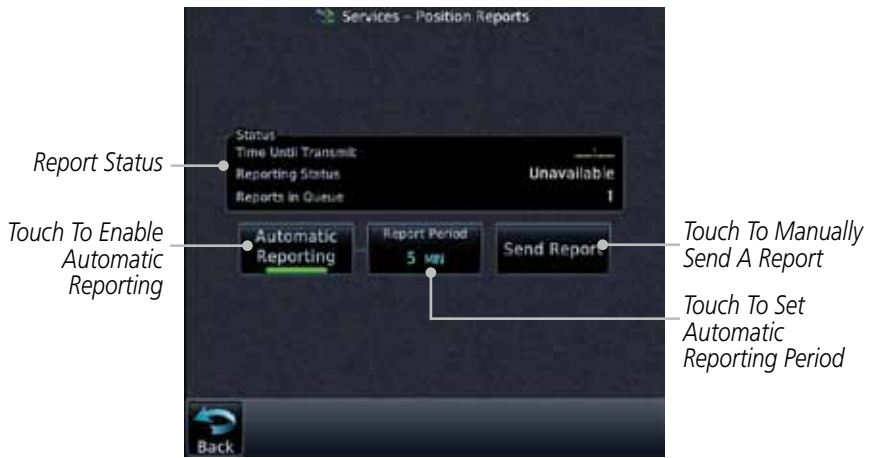 Services – Position Reports
Status
Time Until Transmit __:__
Reporting Status Unavailable
Reports in Queue 1
Automatic
Reporting
Report Period
5 MIN
Send Report
Back
Report Status
Touch To Enable
Automatic
Reporting
Touch To Manually
Send A Report
Touch To Set
Automatic
Reporting Period